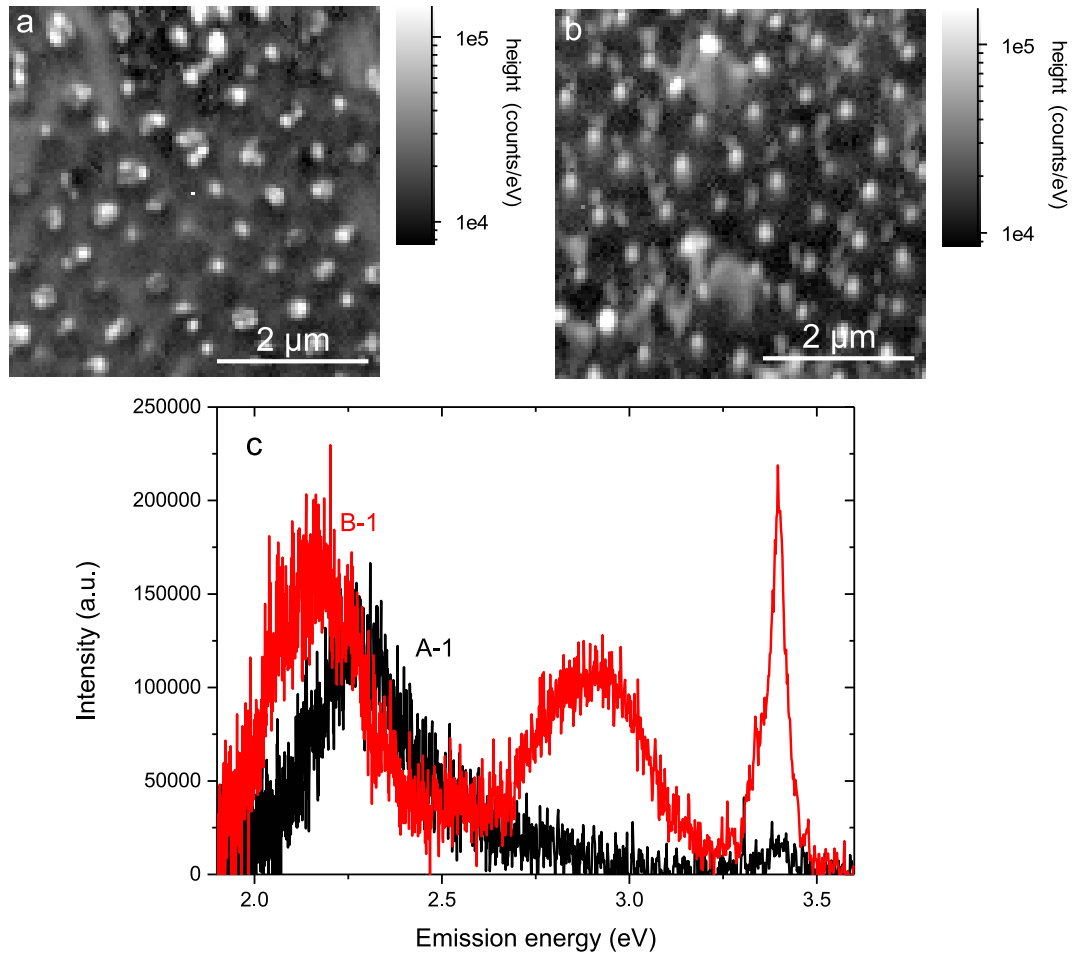 a
1e5
1e4
height (counts/eV)
2 µm
b
1e5
1e4
height (counts/eV)
2 µm
c
B-1
A-1
250000
200000
150000
100000
50000
0
Intensity (a.u.)
2.0
2.5
3.0
3.5
Emission energy (eV)